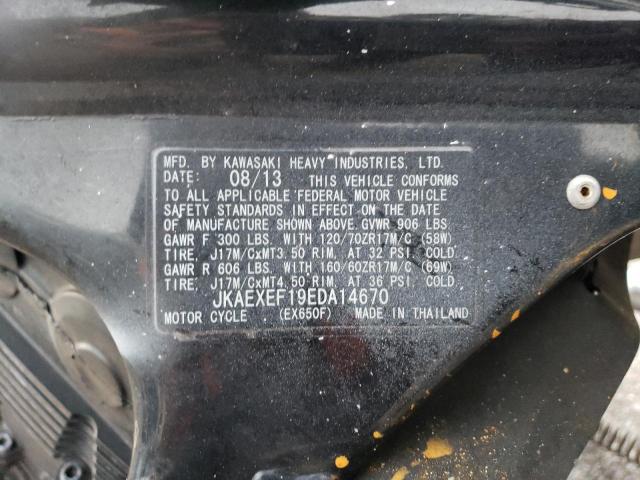 MFD. BY KAWASAKI HEAVY INDUSTRIES, LTD.
DATE: 08/13 THIS VEHICLE CONFORMS
TO ALL APPLICABLE FEDERAL MOTOR VEHICLE
SAFETY STANDARDS IN EFFECT ON THE DATE
OF MANUFACTURE SHOWN ABOVE. GVWR 906 LBS.
GAWR F 300 LBS. WITH 120/70ZR17M/C (58W)
TIRE, J17M/CxMT3.50 RIM, AT 32 PSI. COLD
GAWR R 606 LBS. WITH 160/60ZR17M/C (69W)
TIRE, J17M/CxMT4.50 RIM, AT 36 PSI. COLD
JKAEXEF19EDA14670
MOTOR CYCLE (EX650F) MADE IN THAILAND